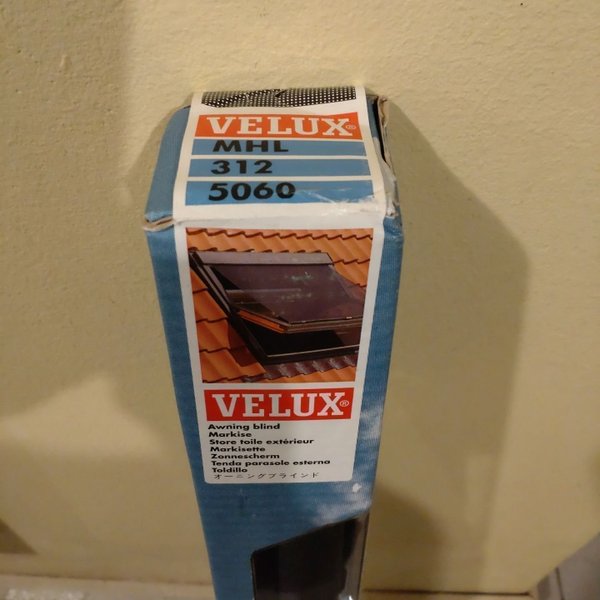 VELUX®
MHL
312
5060
VELUX®
Awning blind
Markise
Store toile extérieur
Markisette
Zonnescherm
Tenda parasole esterna
Toldillo
オーニングブラインド